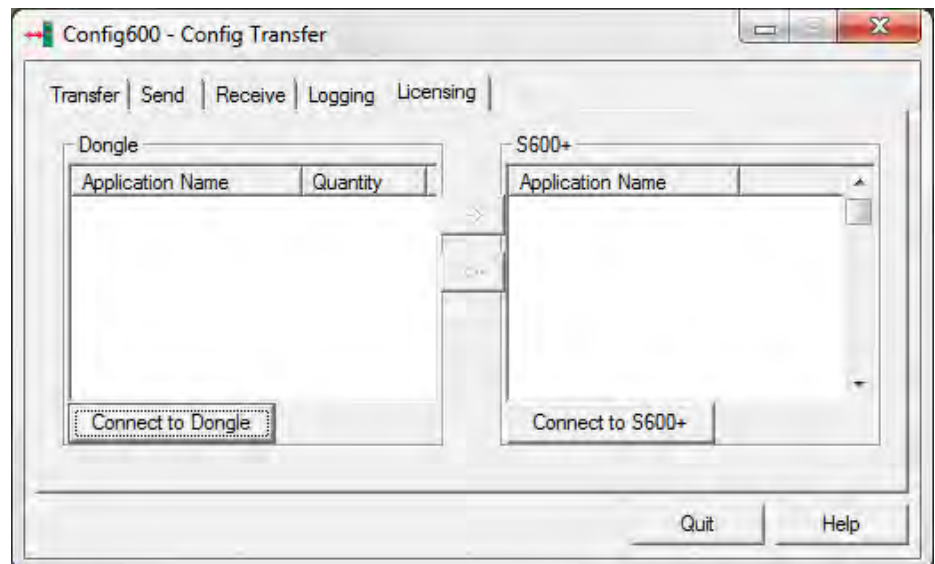 Config600 - Config Transfer
Transfer Send Receive Logging Licensing
Dongle
Application Name Quantity
Connect to Dongle
S600+
Application Name
Connect to S600+
Quit Help